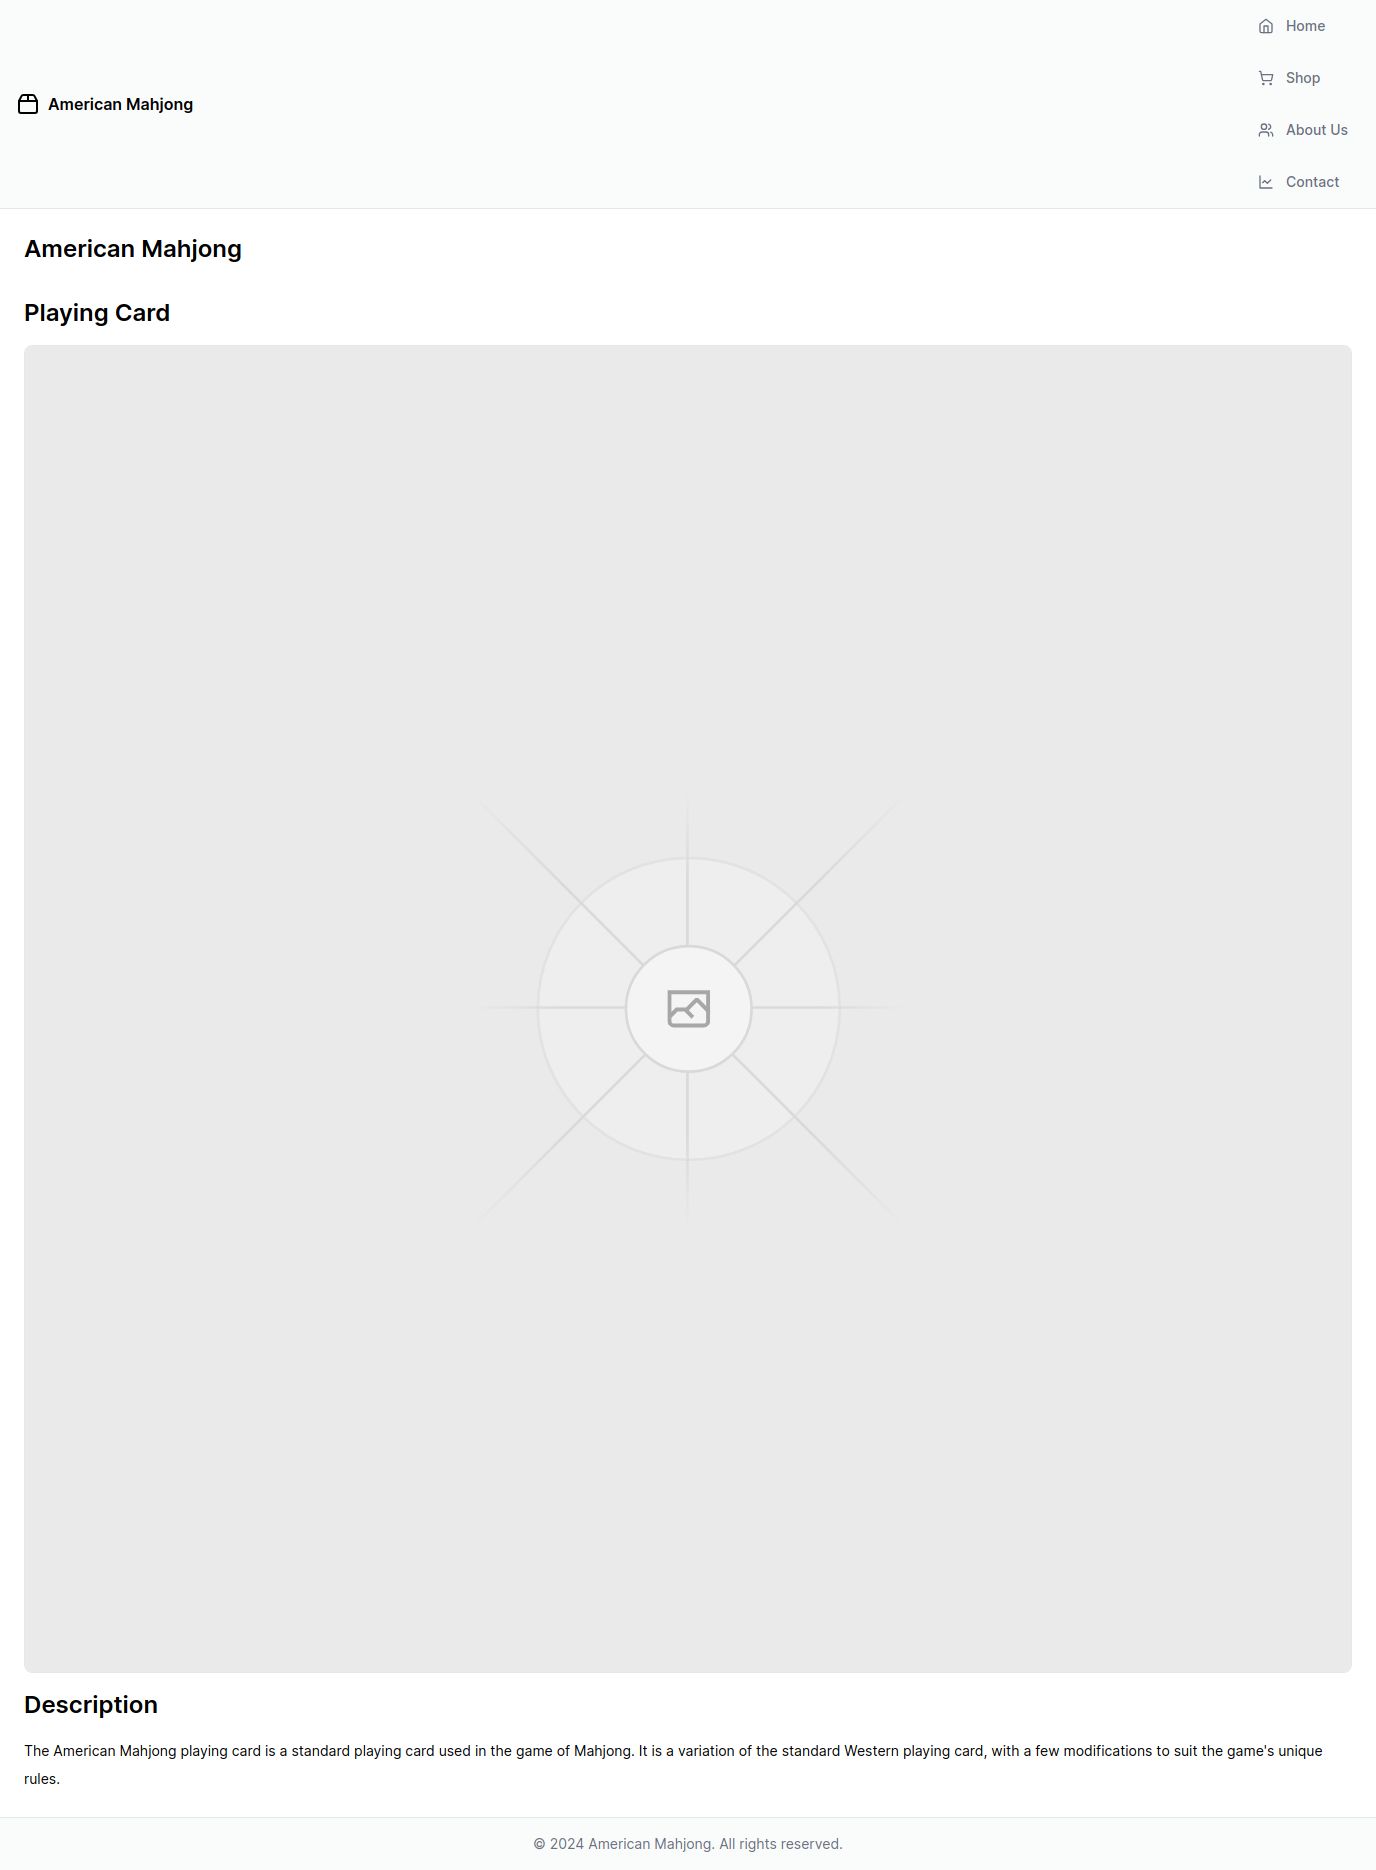 American Mahjong
Home
Shop
About Us
Contact
American Mahjong
Playing Card
Description
The American Mahjong playing card is a standard playing card used in the game of Mahjong. It is a variation of the standard Western playing card, with a few modifications to suit the game's unique
rules.
© 2024 American Mahjong. All rights reserved.